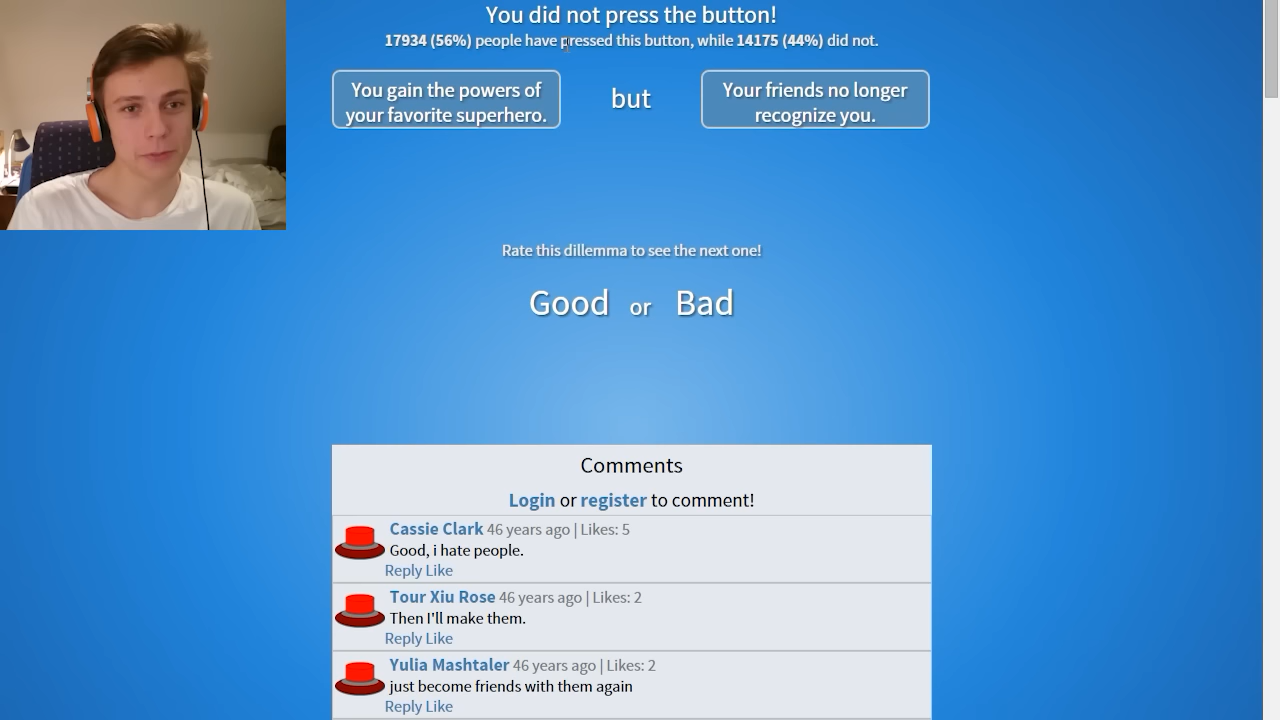 You did not press the button!
17934 (56%) people have pressed this button, while 14175 (44%) did not.
You gain the powers of
your favorite superhero.
but
Your friends no longer
recognize you.
Rate this dillemma to see the next one!
Good or Bad
Comments
Login or register to comment!
Cassie Clark 46 years ago | Likes: 5
Good, i hate people.
Reply Like
Tour Xiu Rose 46 years ago | Likes: 2
Then I'll make them.
Reply Like
Yulia Mashtaler 46 years ago | Likes: 2
just become friends with them again
Reply Like